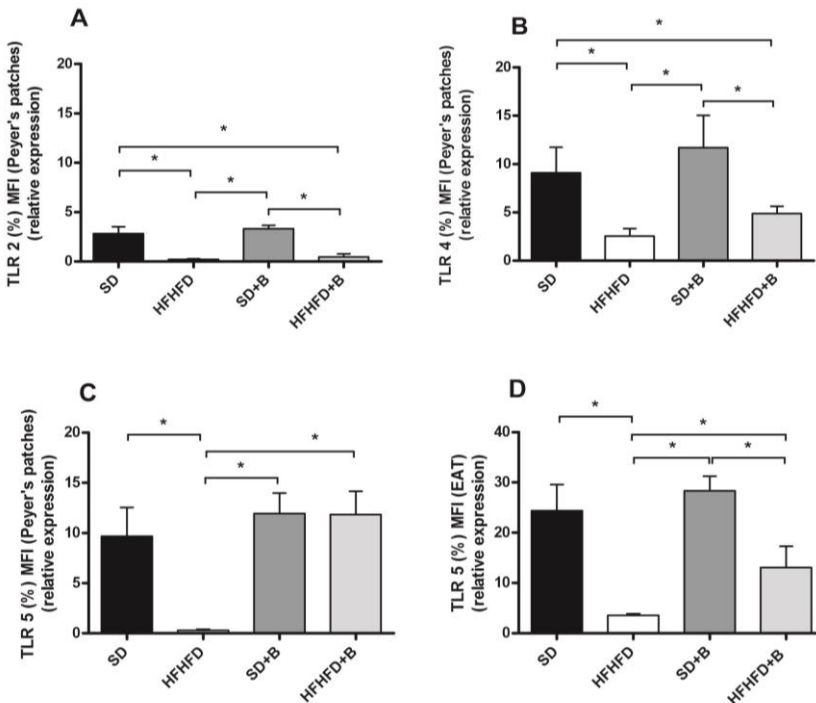 A
TLR 2 (%) MFI (Peyer's patches)
(relative expression)
20
15
10
5
0
*
*
*
*
SD
HFHFD
SD+B
HFHFD+B
B
TLR 4 (%) MFI (Peyer's patches)
(relative expression)
20
15
10
5
0
*
*
*
*
SD
HFHFD
SD+B
HFHFD+B
C
TLR 5 (%) MFI (Peyer's patches)
(relative expression)
20
15
10
5
0
*
*
*
SD
HFHFD
SD+B
HFHFD+B
D
TLR 5 (%) MFI (EAT)
(relative expression)
40
30
20
10
0
*
*
*
*
SD
HFHFD
SD+B
HFHFD+B